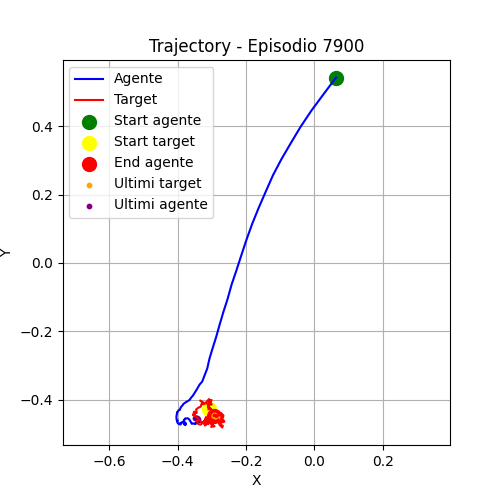 Trajectory - Episodio 7900
Agente
Target
Start agente
Start target
End agente
Ultimi target
Ultimi agente
0.4
0.2
0.0
−0.2
−0.4
Y
−0.6
−0.4
−0.2
0.0
0.2
X